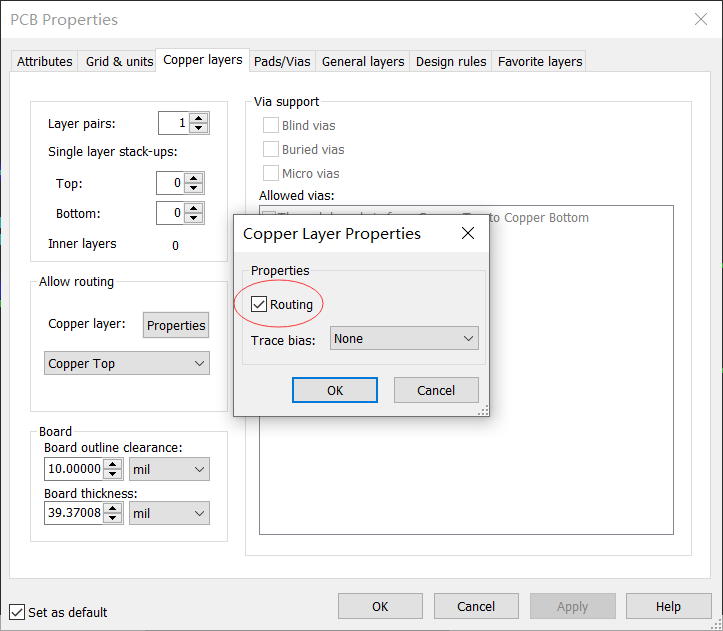 PCB Properties
Attributes
Grid & units
Copper layers
Pads/Vias
General layers
Design rules
Favorite layers
Layer pairs:
1
Single layer stack-ups:
Top:
0
Bottom:
0
Inner layers
0
Allow routing
Copper layer:
Properties
Copper Top
Board
Board outline clearance:
10.00000
mil
Board thickness:
39.37008
mil
Via support
Blind vias
Buried vias
Micro vias
Allowed vias:
to Copper Bottom
Copper Layer Properties
Properties
Routing
Trace bias:
None
OK
Cancel
Set as default
OK
Cancel
Apply
Help